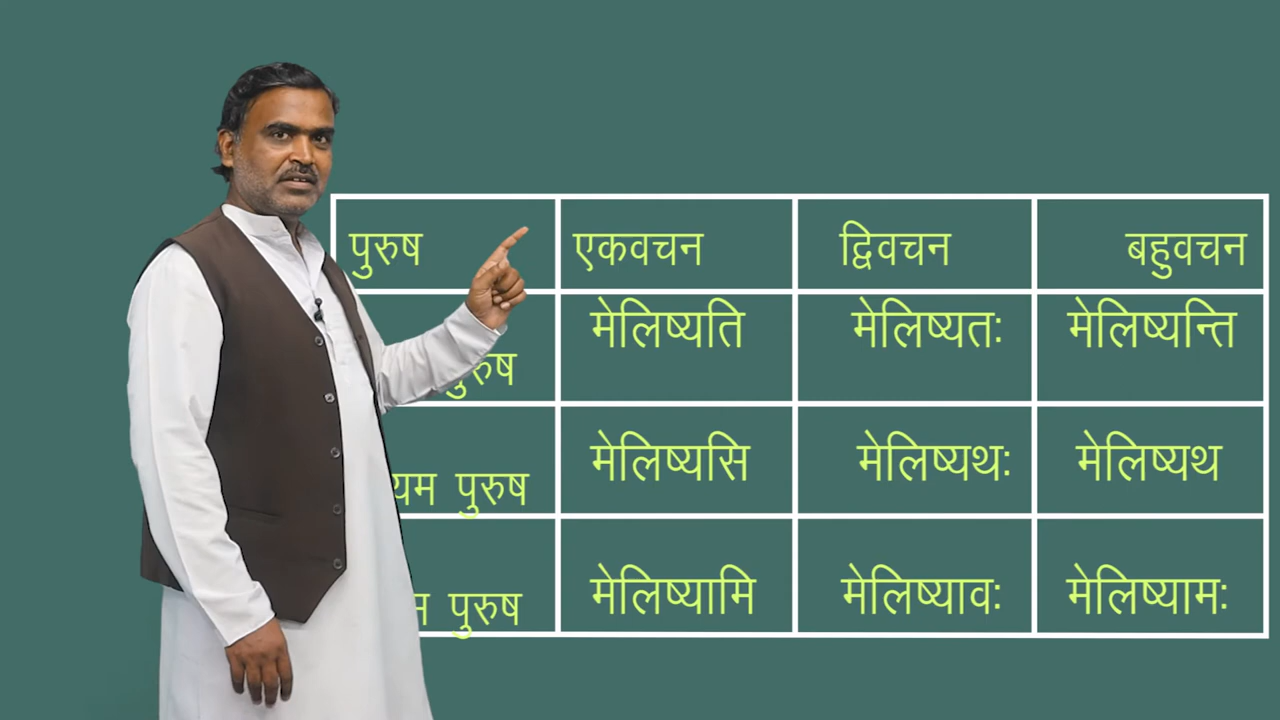 पुरुष एकवचन द्विवचन बहुवचन
पुरुष मेलिष्यति मेलिष्यतः मेलिष्यन्ति
पुरुष मेलिष्यसि मेलिष्यथः मेलिष्यथ
पुरुष मेलिष्यामि मेलिष्यावः मेलिष्यामः